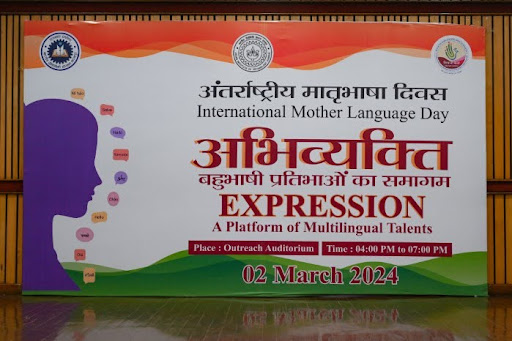 अंतर्राष्ट्रीय मातृभाषा दिवस
International Mother Language Day
अभिव्यक्ति
बहुभाषी प्रतिभाओं का समागम
EXPRESSION
A Platform of Multilingual Talents
Place : Outreach Auditorium Time : 04:00 PM to 07:00 PM
02 March 2024